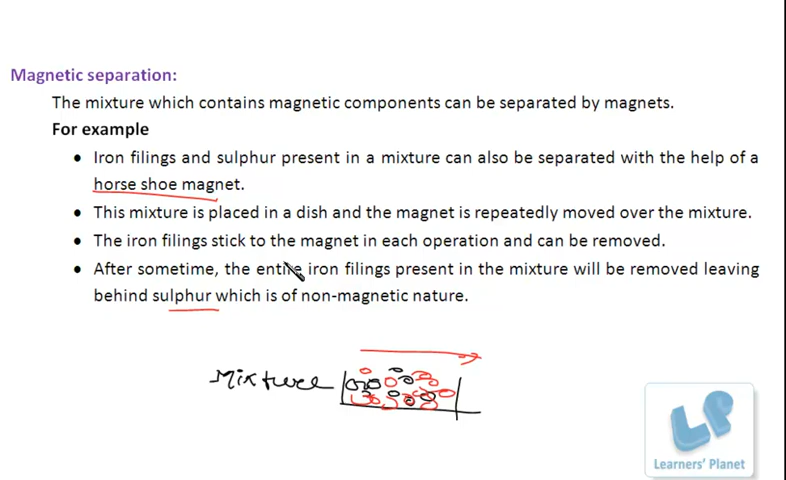 Magnetic separation:
The mixture which contains magnetic components can be separated by magnets.
For example
• Iron filings and sulphur present in a mixture can also be separated with the help of a
horse shoe magnet.
• This mixture is placed in a dish and the magnet is repeatedly moved over the mixture.
• The iron filings stick to the magnet in each operation and can be removed.
• After sometime, the entire iron filings present in the mixture will be removed leaving
behind sulphur which is of non-magnetic nature.
Mixture
LP
Learners' Planet